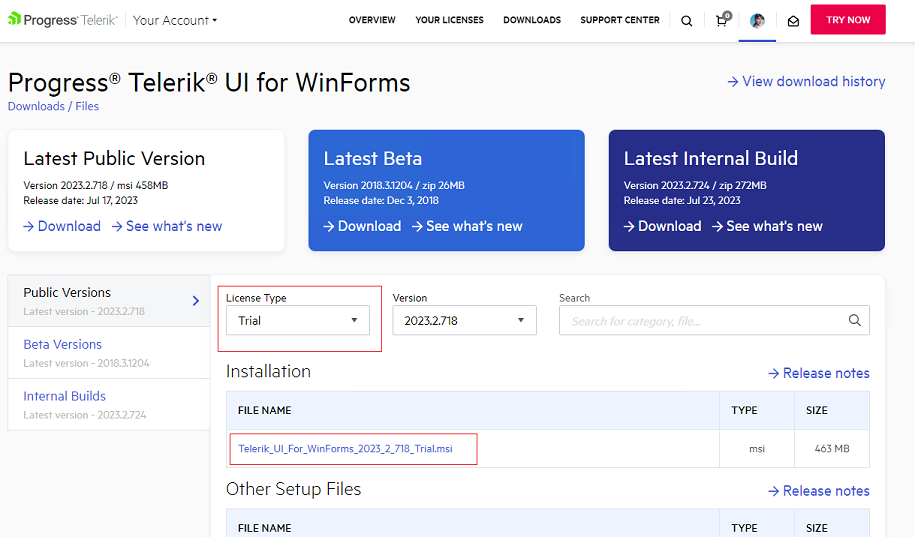 Progress Telerik® Your Account OVERVIEW YOUR LICENSES DOWNLOADS SUPPORT CENTER 0 TRY NOW
Progress® Telerik® UI for WinForms
→ View download history
Downloads / Files
Latest Public Version
Version 2023.2.718 / msi 458MB
Release date: Jul 17, 2023
→ Download → See what's new
Latest Beta
Version 2018.3.1204 / zip 26MB
Release date: Dec 3, 2018
→ Download → See what's new
Latest Internal Build
Version 2023.2.724 / zip 272MB
Release date: Jul 23, 2023
→ Download → See what's new
Public Versions
Latest version - 2023.2.718
Beta Versions
Latest version - 2018.3.1204
Internal Builds
Latest version - 2023.2.724
License Type
Trial
Version
2023.2.718
Search
Search for category, file...
Installation
→ Release notes
FILE NAME TYPE SIZE
Telerik_UI_For_WinForms_2023_2_718_Trial.msi msi 463 MB
Other Setup Files
→ Release notes
FILE NAME TYPE SIZE